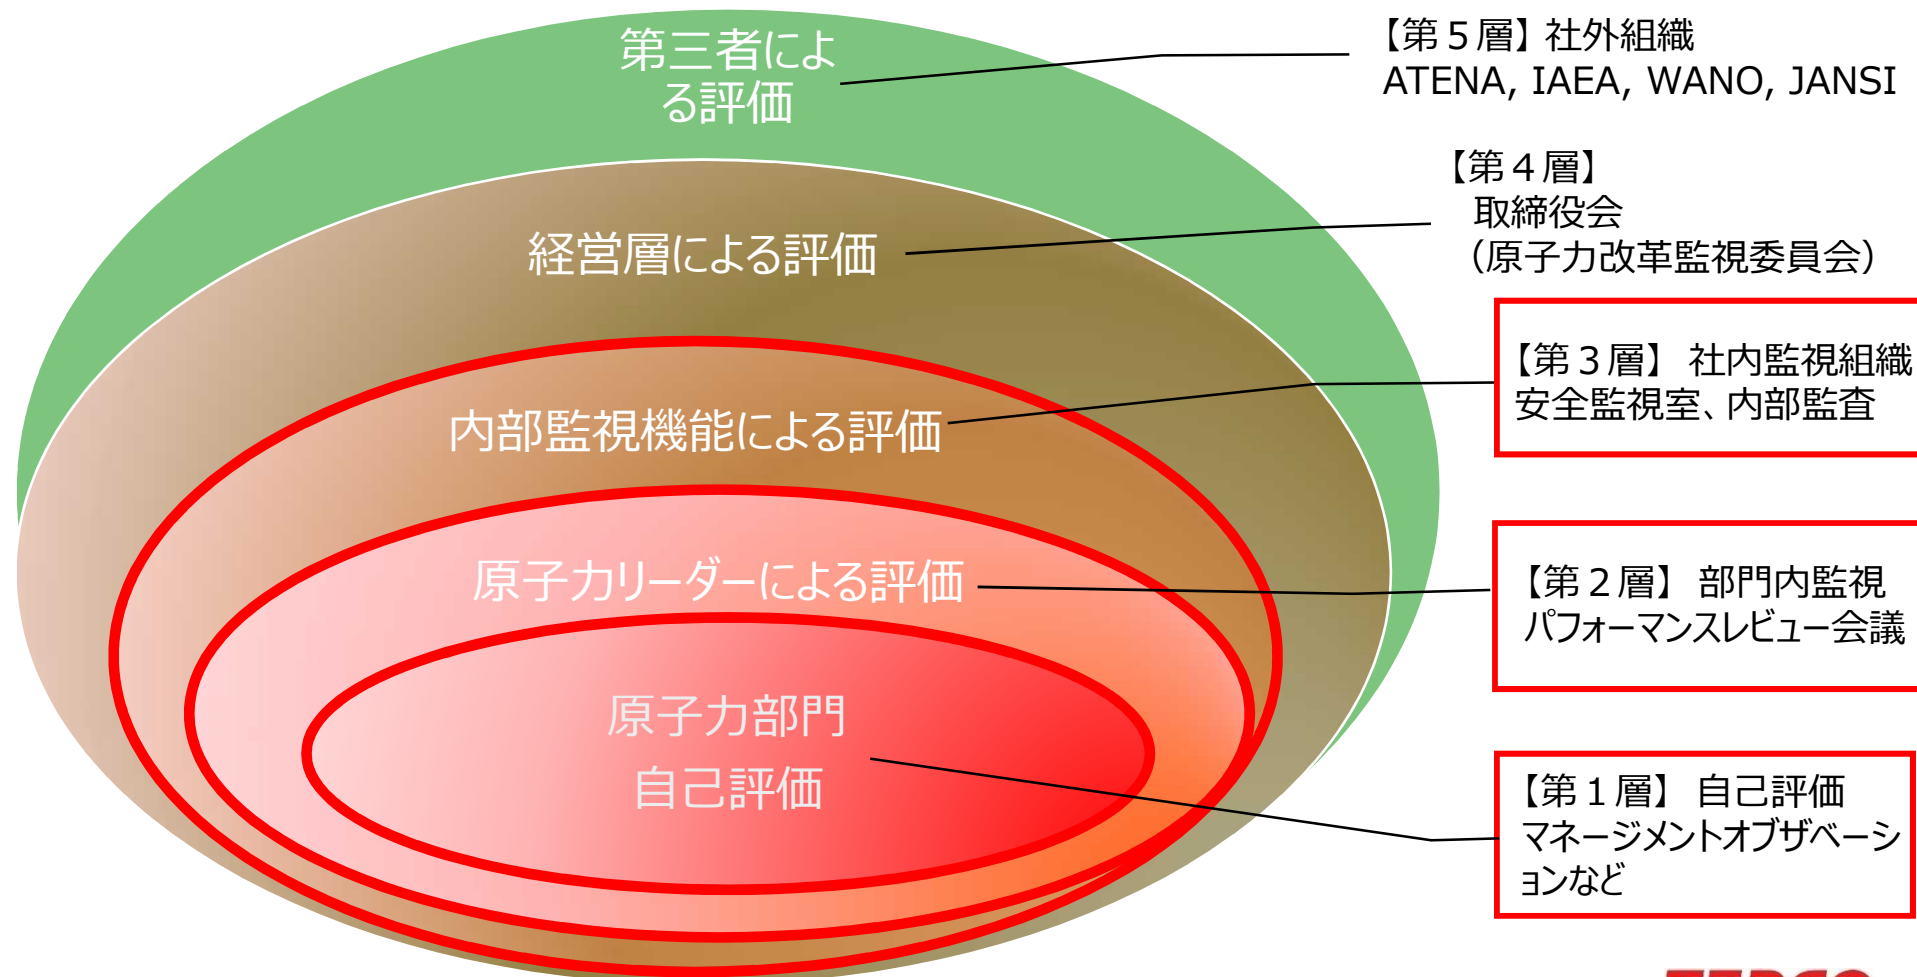 第三者によ
る評価
【第５層】社外組織
ATENA, IAEA, WANO, JANSI
【第４層】
取締役会
（原子力改革監視委員会）
経営層による評価
【第３層】 社内監視組織
安全監視室、内部監査
内部監視機能による評価
【第２層】 部門内監視
パフォーマンスレビュー会議
原子力リーダーによる評価
原子力部門
自己評価
【第１層】 自己評価
マネージメントオブザベーシ
ョンなど